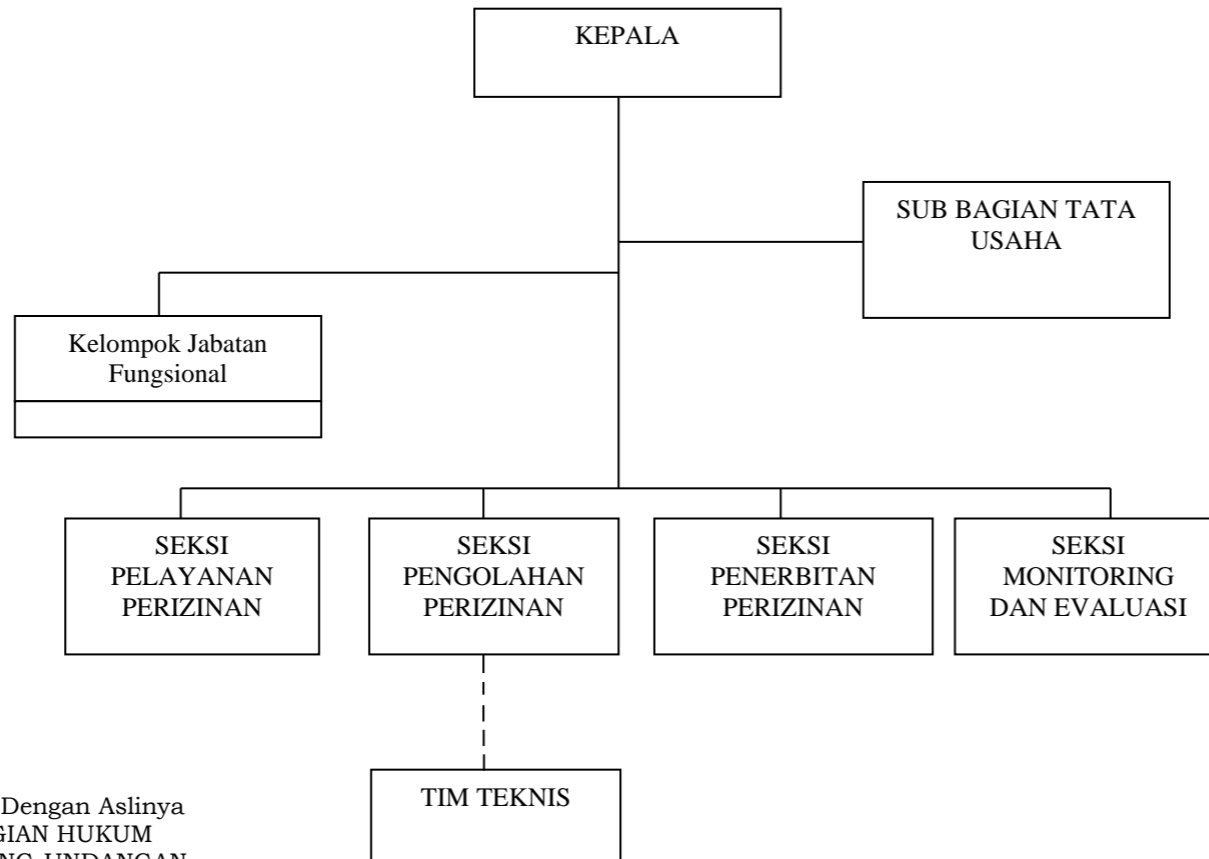 KEPALA
SUB BAGIAN TATA
USAHA
Kelompok Jabatan
Fungsional
SEKSI
PELAYANAN
PERIZINAN
SEKSI
PENGOLAHAN
PERIZINAN
SEKSI
PENERBITAN
PERIZINAN
SEKSI
MONITORING
DAN EVALUASI
TIM TEKNIS
Dengan Aslinya
HUKUM